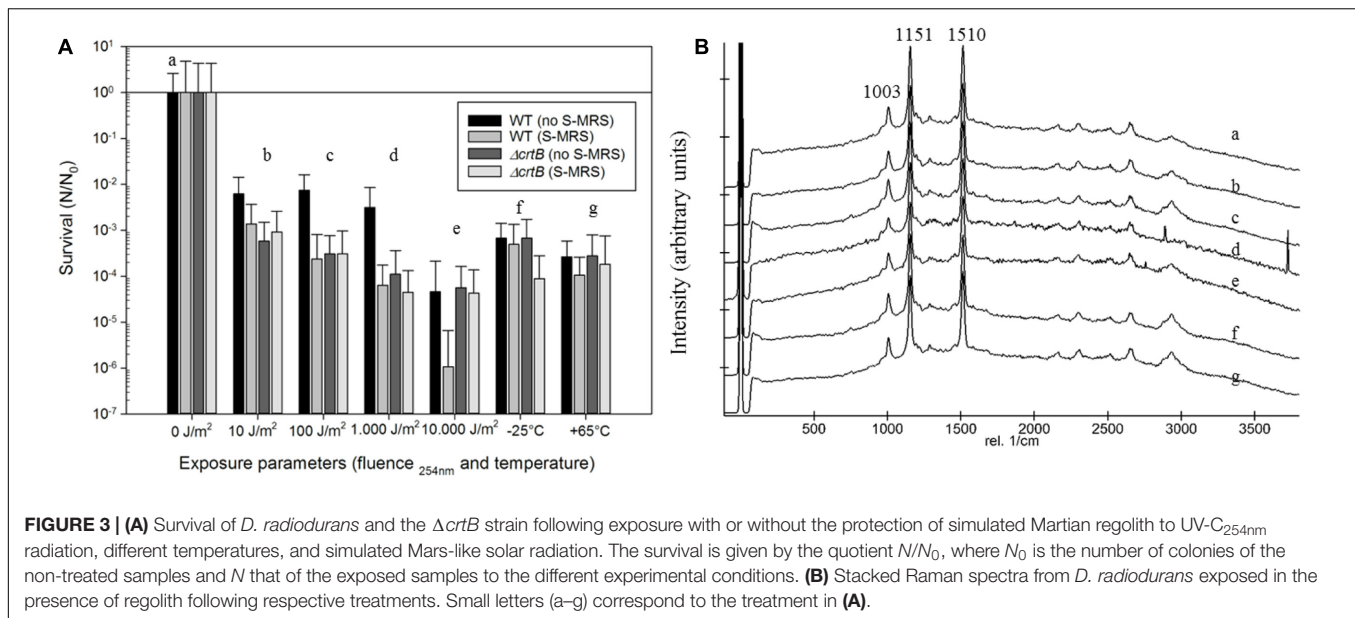 A
B
10¹
10⁰
10⁻¹
10⁻²
10⁻³
10⁻⁴
10⁻⁵
10⁻⁶
10⁻⁷
Survival (N/N₀)
a
b
c
d
e
f
g
WT (no S-MRS)
WT (S-MRS)
ΔcrtB (no S-MRS)
ΔcrtB (S-MRS)
0 J/m²
10 J/m²
100 J/m²
1.000 J/m²
10.000 J/m²
-25°C
+65°C
Exposure parameters (fluence 254nm and temperature)
1151
1510
1003
a
b
c
d
e
f
g
Intensity (arbitrary units)
500
1000
1500
2000
2500
3000
3500
rel. 1/cm
FIGURE 3 | (A) Survival of D. radiodurans and the ΔcrtB strain following exposure with or without the protection of simulated Martian regolith to UV-C254nm
radiation, different temperatures, and simulated Mars-like solar radiation. The survival is given by the quotient N/N₀, where N₀ is the number of colonies of the
non-treated samples and N that of the exposed samples to the different experimental conditions. (B) Stacked Raman spectra from D. radiodurans exposed in the
presence of regolith following respective treatments. Small letters (a–g) correspond to the treatment in (A).